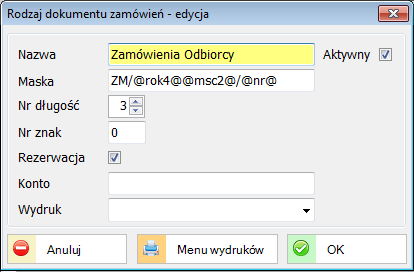 Rodzaj dokumentu zamówień - edycja
Nazwa Zamówienia Odbiorcy Aktywny
Maska ZM/@rok4@@msc2@/@nr@
Nr długość 3
Nr znak 0
Rezerwacja
Konto
Wydruk
Anuluj Menu wydruków OK